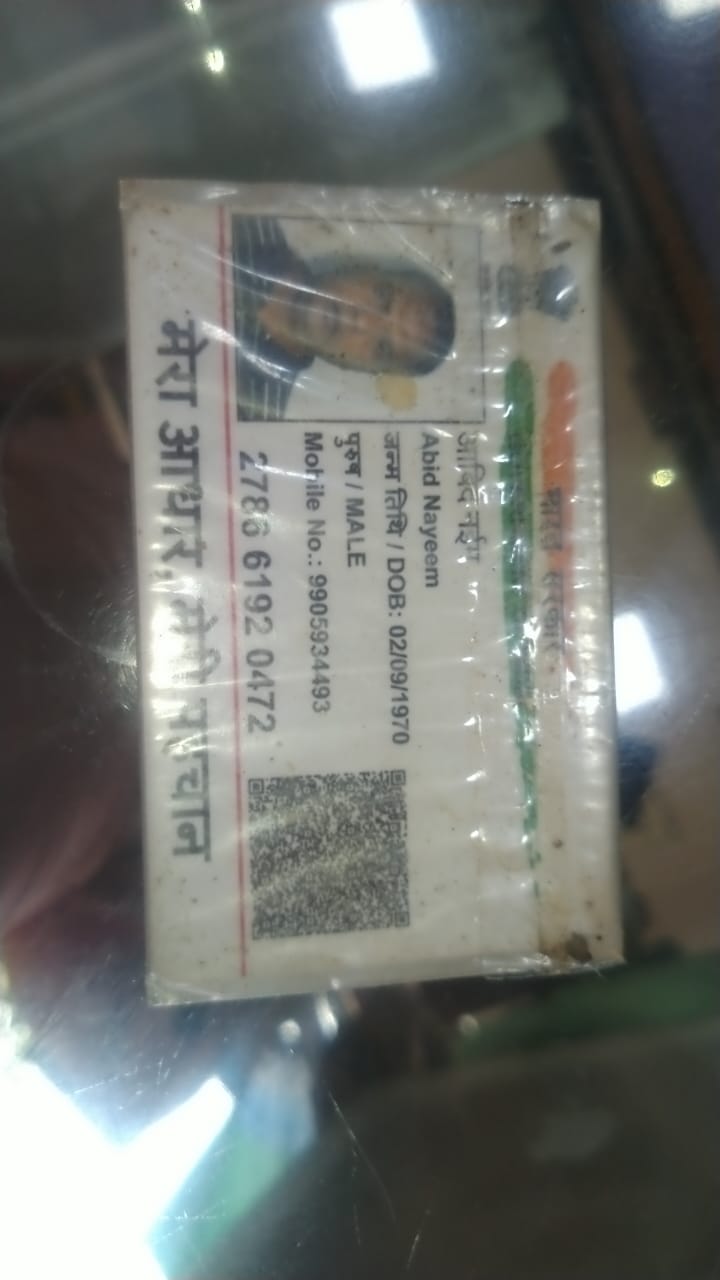 भारत सरकार
आबिद नईम
Abid Nayeem
जन्म तिथि / DOB: 02/09/1970
पुरुष / MALE
Mobile No.: 9905934493
2786 6192 0472
मेरा आधार, मेरी पहचान